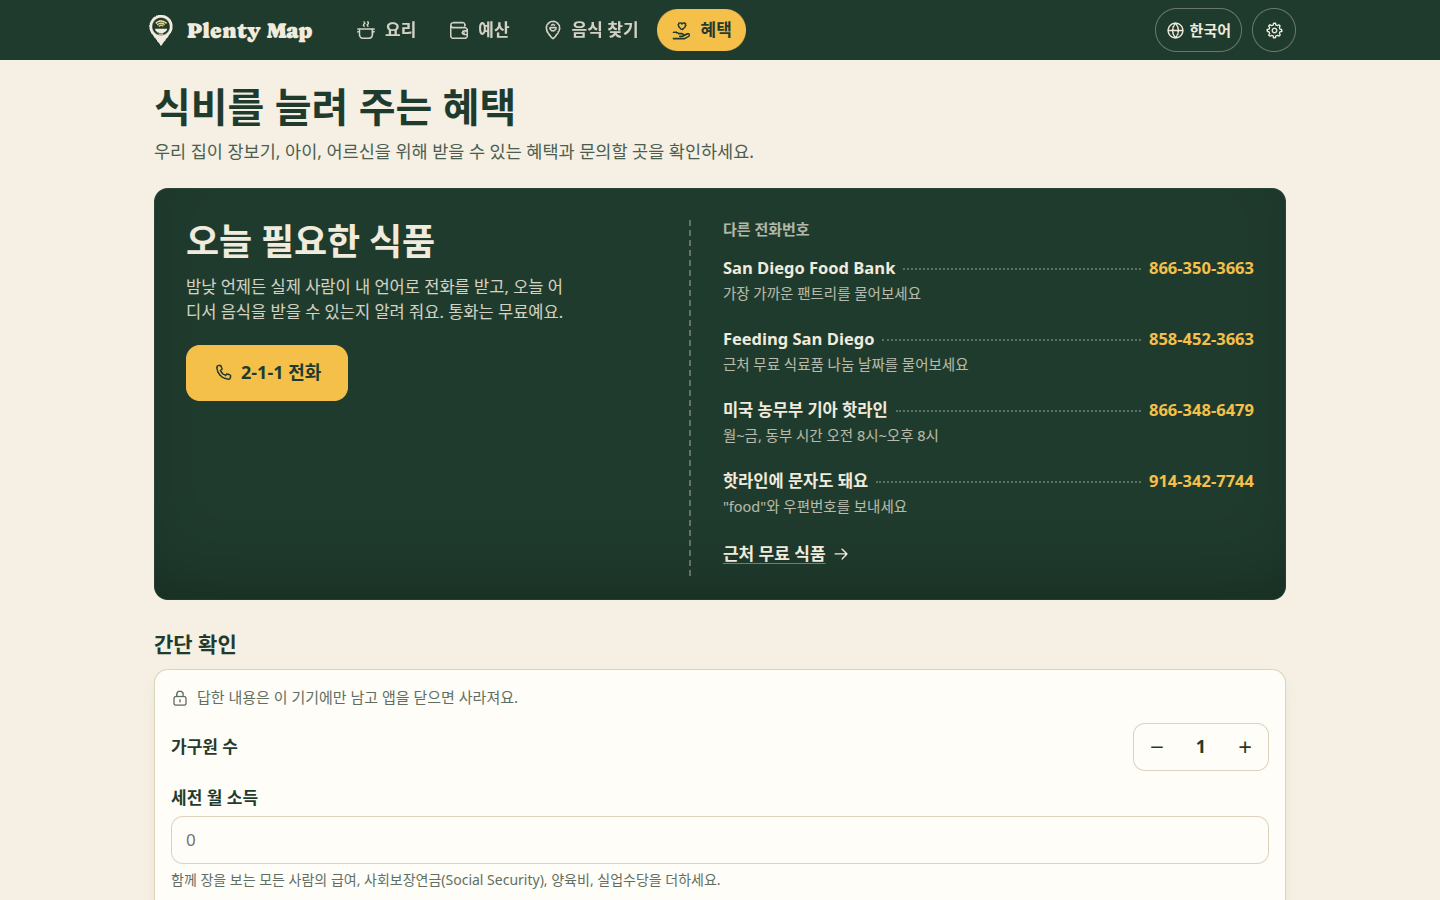 Plenty Map
요리
예산
음식 찾기
혜택
한국어
식비를 늘려 주는 혜택
우리 집이 장보기, 아이, 어르신을 위해 받을 수 있는 혜택과 문의할 곳을 확인하세요.
오늘 필요한 식품
밤낮 언제든 실제 사람이 내 언어로 전화를 받고, 오늘 어
디서 음식을 받을 수 있는지 알려 줘요. 통화는 무료예요.
2-1-1 전화
다른 전화번호
San Diego Food Bank 866-350-3663
가장 가까운 팬트리를 물어보세요
Feeding San Diego 858-452-3663
근처 무료 식료품 나눔 날짜를 물어보세요
미국 농무부 기아 핫라인 866-348-6479
월~금, 동부 시간 오전 8시~오후 8시
핫라인에 문자도 돼요 914-342-7744
"food"와 우편번호를 보내세요
근처 무료 식품 →
간단 확인
답한 내용은 이 기기에만 남고 앱을 닫으면 사라져요.
가구원 수
− 1 +
세전 월 소득
0
함께 장을 보는 모든 사람의 급여, 사회보장연금(Social Security), 양육비, 실업수당을 더하세요.